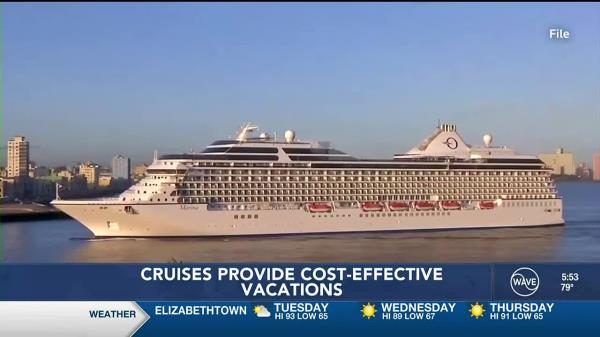 File
Marina
CRUISES PROVIDE COST-EFFECTIVE
VACATIONS
WAVE
5:53
79°
WEATHER
ELIZABETHTOWN
TUESDAY
HI 93 LOW 65
WEDNESDAY
HI 89 LOW 67
THURSDAY
HI 91 LOW 65